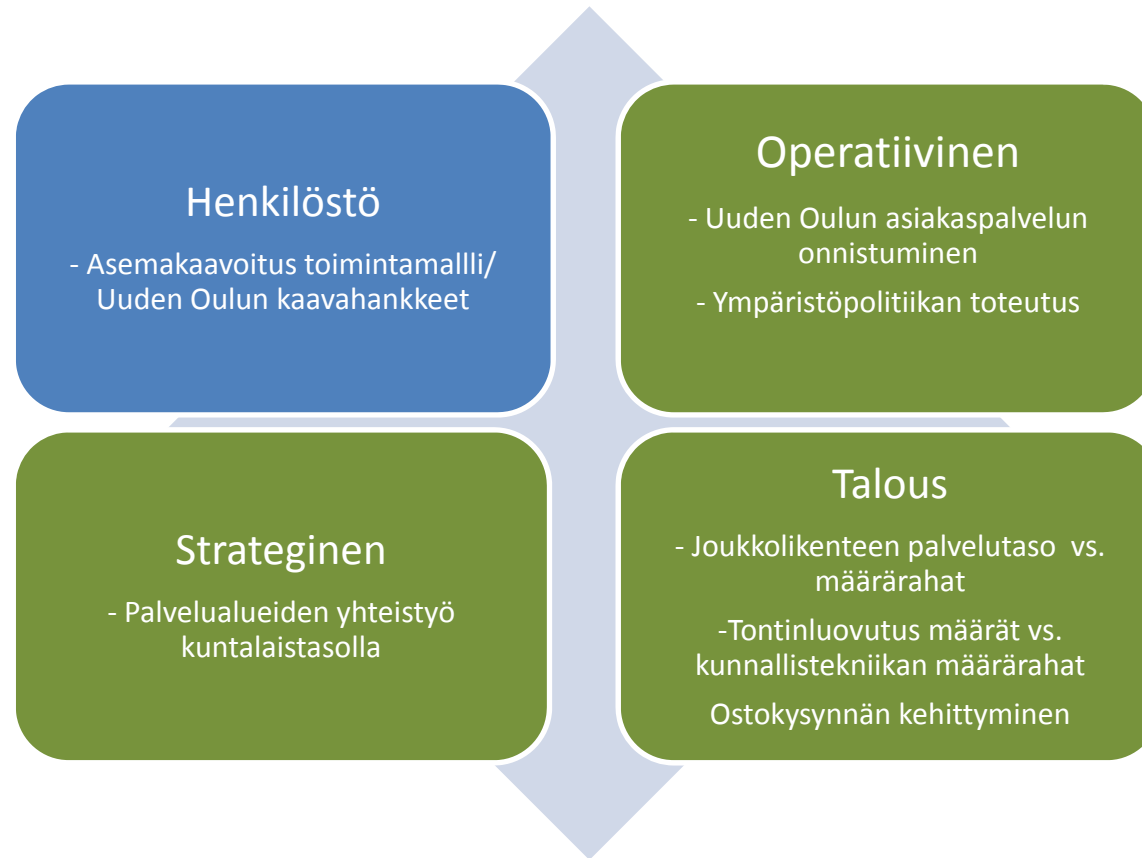 Henkilöstö
- Asemakaavoitus toimintamallli/
Uuden Oulun kaavahankkeet
Operatiivinen
- Uuden Oulun asiakaspalvelun
onnistuminen
- Ympäristöpolitiikan toteutus
Strateginen
- Palvelualueiden yhteistyö
kuntalaistasolla
Talous
- Joukkolikenteen palvelutaso vs.
määrärahat
-Tontinluovutus määrät vs.
kunnallistekniikan määrärahat
Ostokysynnän kehittyminen